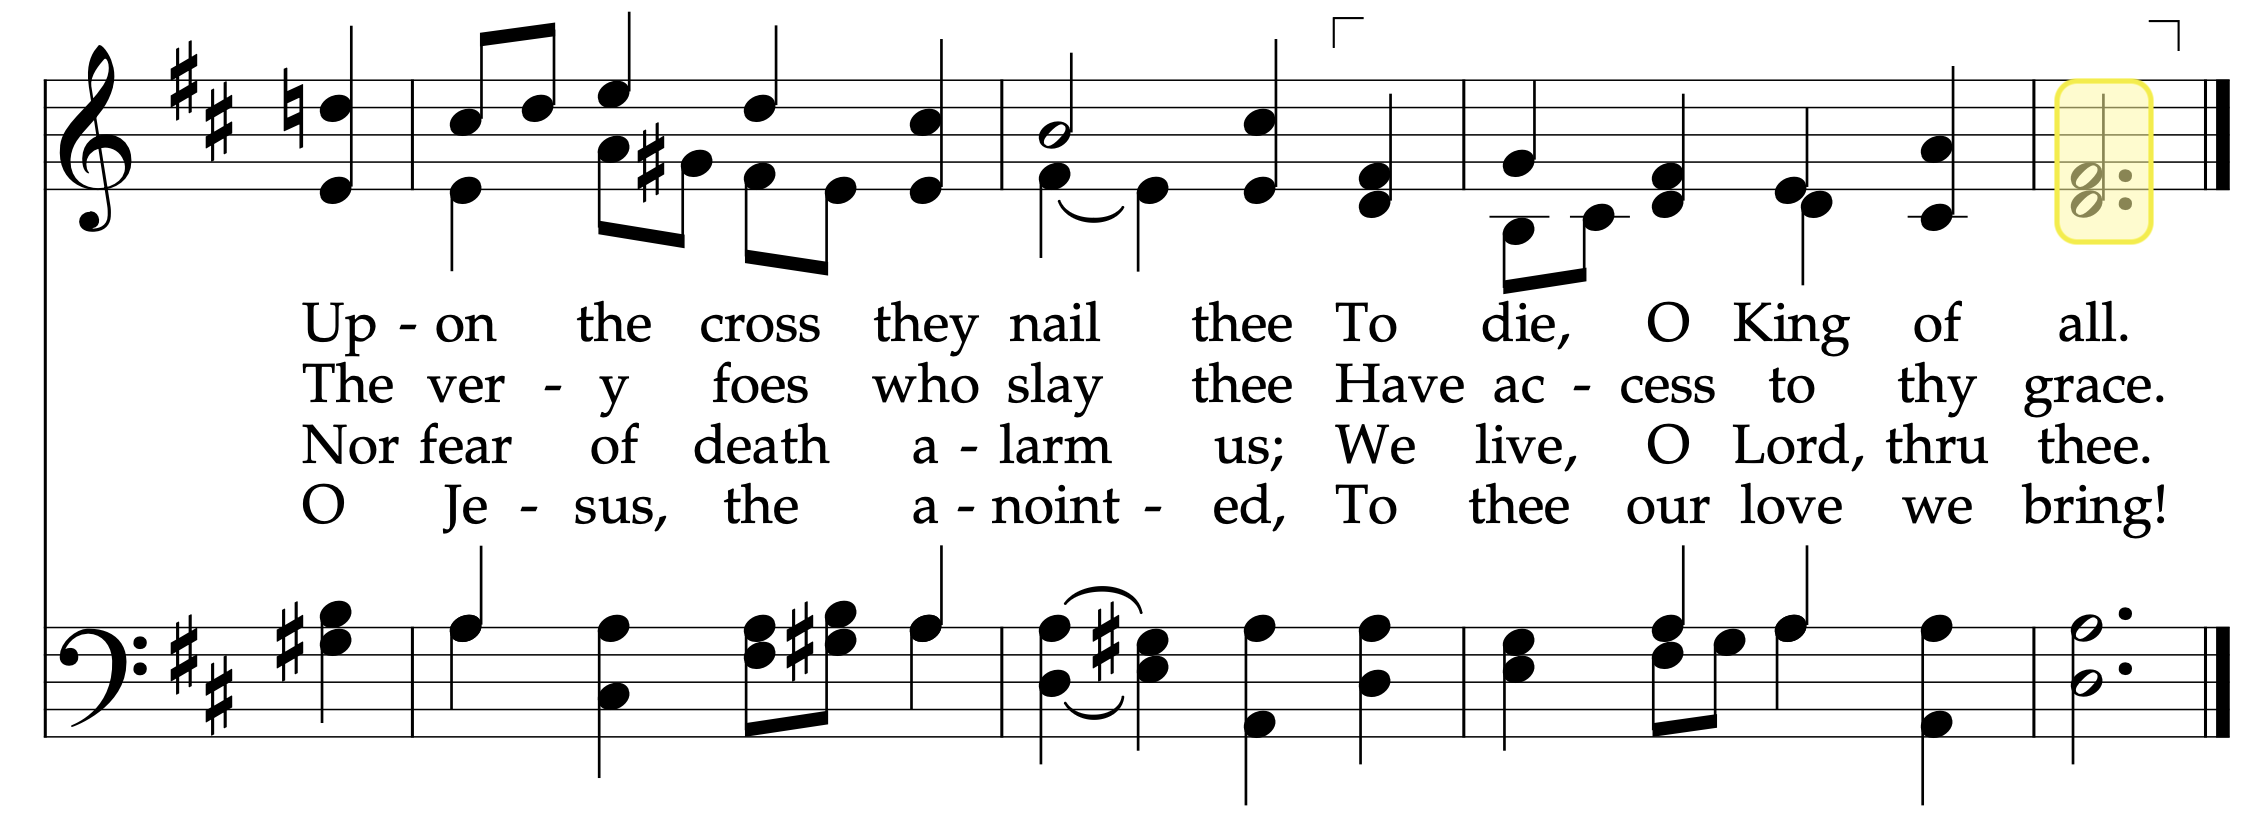 Up - on the cross they nail thee To die, O King of all.
The ver - y foes who slay thee Have ac - cess to thy grace.
Nor fear of death a - larm us; We live, O Lord, thru thee.
O Je - sus, the a - noint - ed, To thee our love we bring!